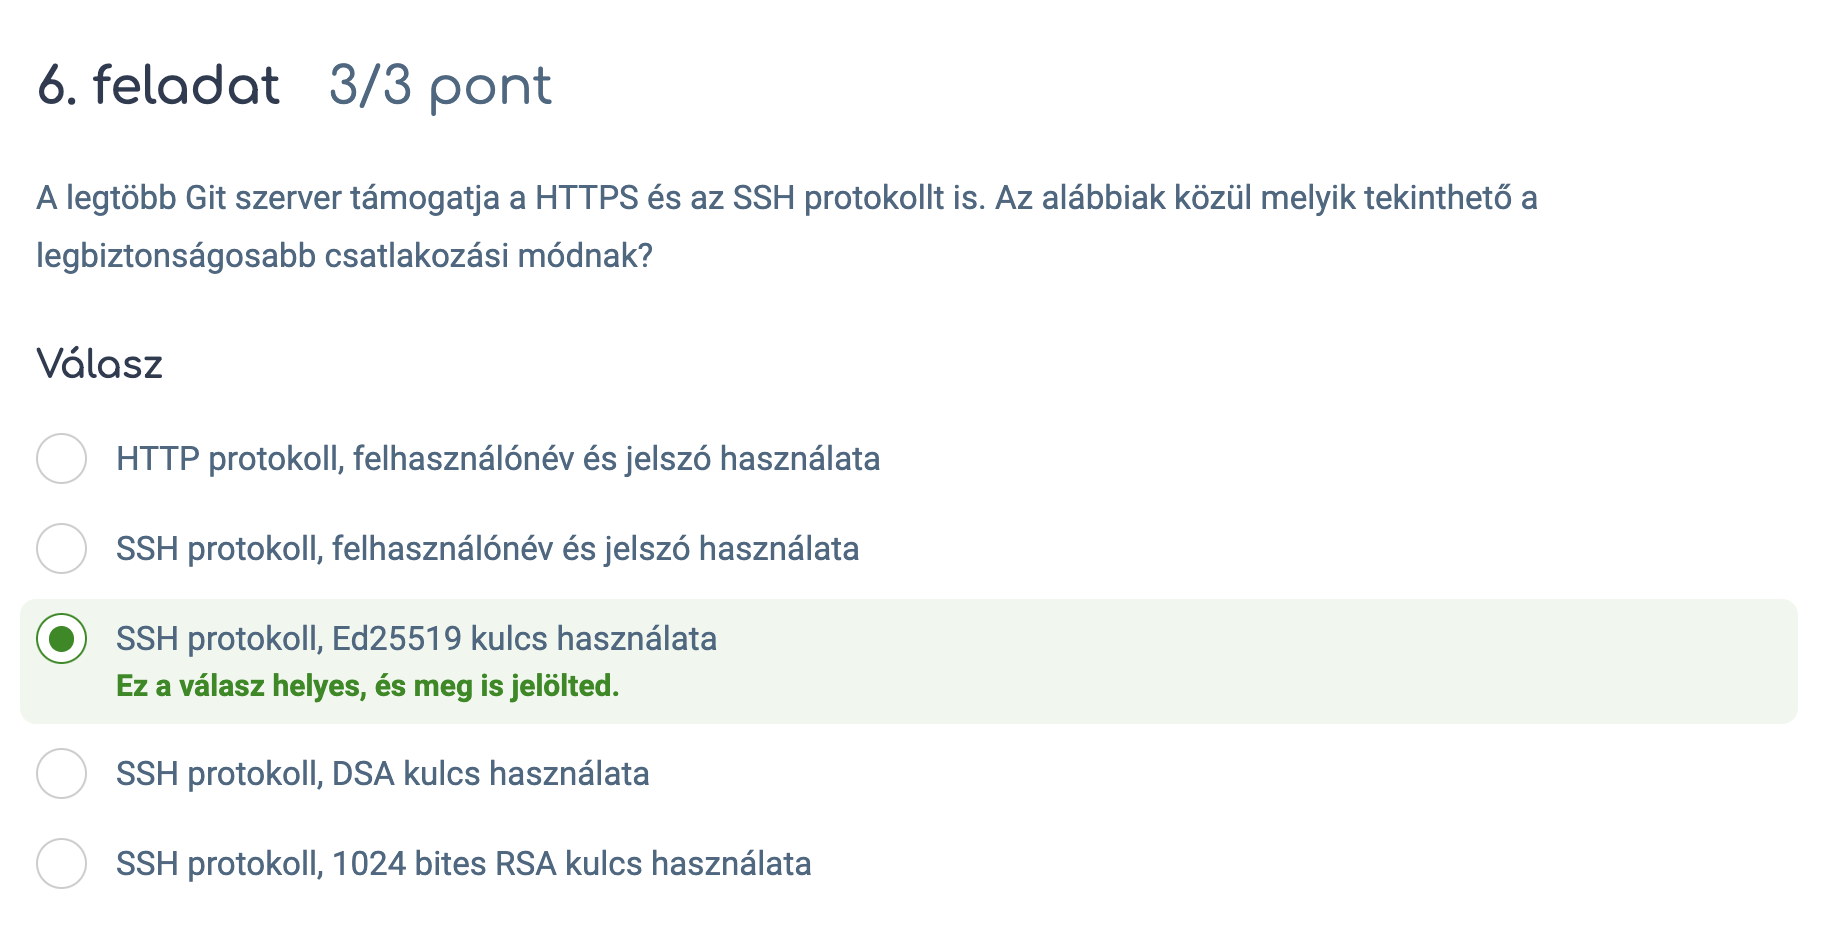 6. feladat 3/3 pont
A legtöbb Git szerver támogatja a HTTPS és az SSH protokollt is. Az alábbiak közül melyik tekinthető a
legbiztonságosabb csatlakozási módnak?
Válasz
HTTP protokoll, felhasználónév és jelszó használata
SSH protokoll, felhasználónév és jelszó használata
SSH protokoll, Ed25519 kulcs használata
Ez a válasz helyes, és meg is jelölted.
SSH protokoll, DSA kulcs használata
SSH protokoll, 1024 bites RSA kulcs használata